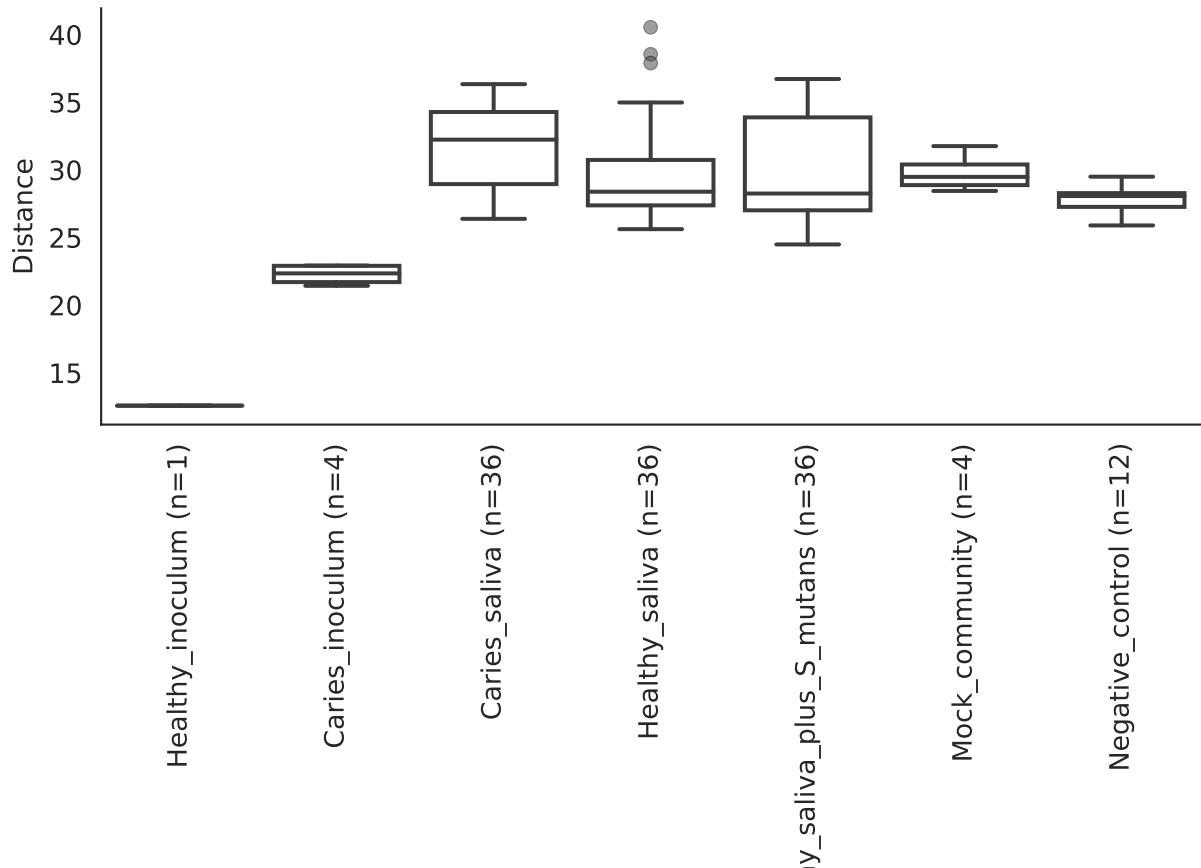 Distance
40
35
30
25
20
15
Healthy_inoculum (n=1)
Caries_inoculum (n=4)
Caries_saliva (n=36)
Healthy_saliva (n=36)
y_saliva_plus_S_mutans (n=36)
Mock_community (n=4)
Negative_control (n=12)